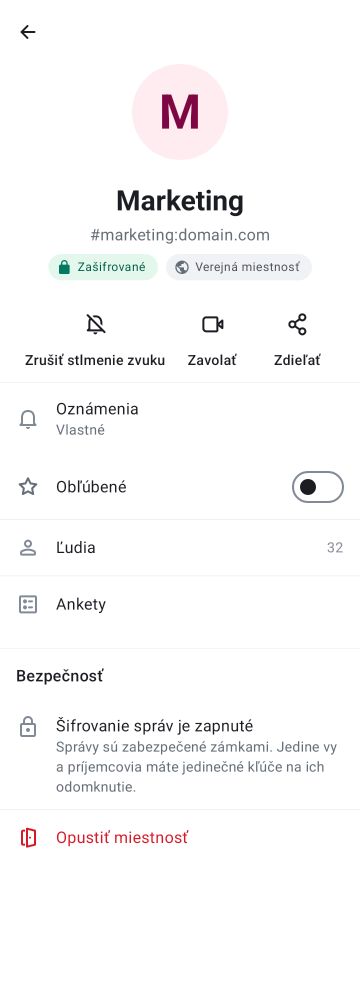 M
Marketing
#marketing:domain.com
Zašifrované
Verejná miestnosť
Zrušiť stlmenie zvuku
Zavolať
Zdieľať
Oznámenia
Vlastné
Obľúbené
Ľudia
32
Ankety
Bezpečnosť
Šifrovanie správ je zapnuté
Správy sú zabezpečené zámkami. Jedine vy
a príjemcovia máte jedinečné kľúče na ich
odomknutie.
Opustiť miestnosť